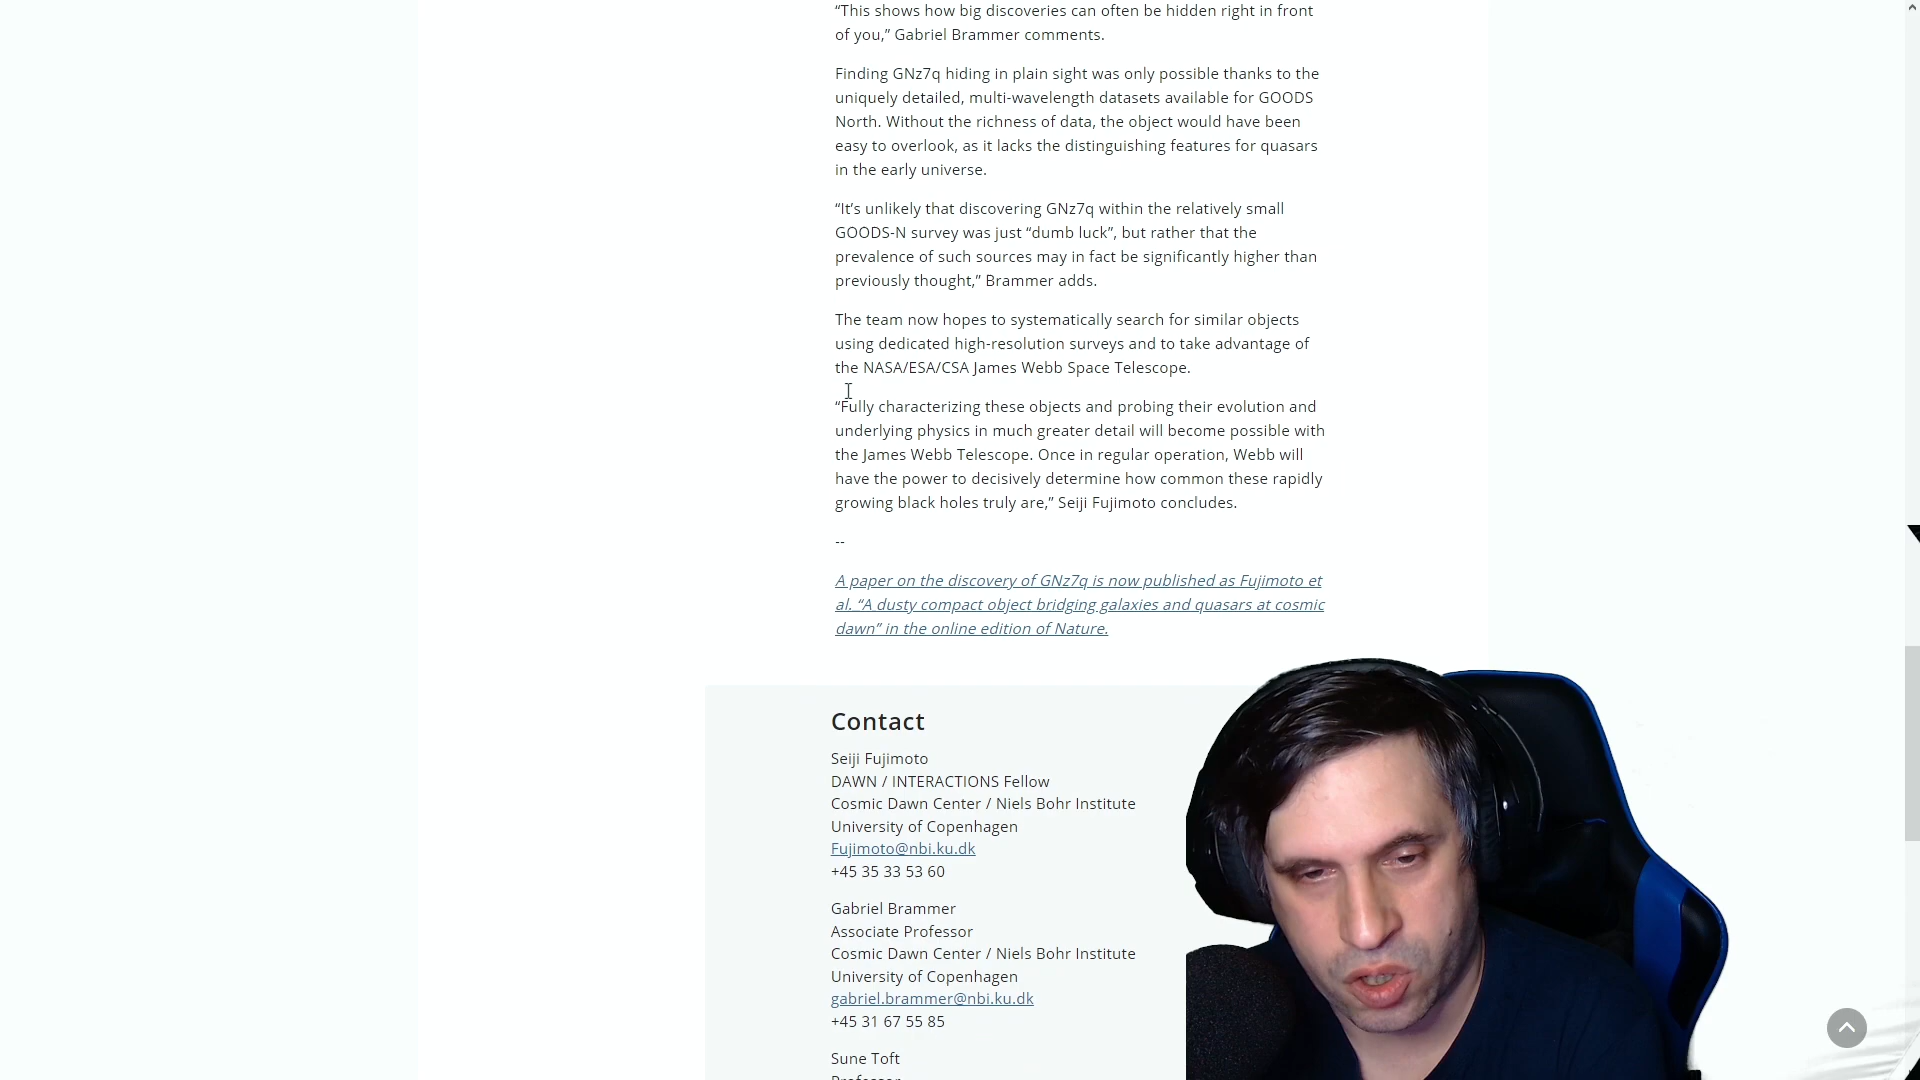 “This shows how big discoveries can often be hidden right in front
of you,” Gabriel Brammer comments.
Finding GNz7q hiding in plain sight was only possible thanks to the
uniquely detailed, multi-wavelength datasets available for GOODS
North. Without the richness of data, the object would have been
easy to overlook, as it lacks the distinguishing features for quasars
in the early universe.
“It’s unlikely that discovering GNz7q within the relatively small
GOODS-N survey was just “dumb luck”, but rather that the
prevalence of such sources may in fact be significantly higher than
previously thought,” Brammer adds.
The team now hopes to systematically search for similar objects
using dedicated high-resolution surveys and to take advantage of
the NASA/ESA/CSA James Webb Space Telescope.
“Fully characterizing these objects and probing their evolution and
underlying physics in much greater detail will become possible with
the James Webb Telescope. Once in regular operation, Webb will
have the power to decisively determine how common these rapidly
growing black holes truly are,” Seiji Fujimoto concludes.
--
A paper on the discovery of GNz7q is now published as Fujimoto et
al. “A dusty compact object bridging galaxies and quasars at cosmic
dawn” in the online edition of Nature.
Contact
Seiji Fujimoto
DAWN / INTERACTIONS Fellow
Cosmic Dawn Center / Niels Bohr Institute
University of Copenhagen
Fujimoto@nbi.ku.dk
+45 35 33 53 60
Gabriel Brammer
Associate Professor
Cosmic Dawn Center / Niels Bohr Institute
University of Copenhagen
gabriel.brammer@nbi.ku.dk
+45 31 67 55 85
Sune Toft
Professor